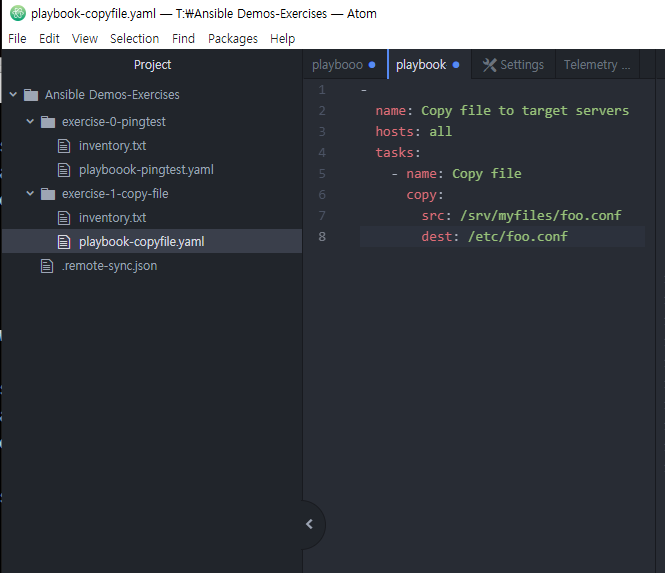 playbook-copyfile.yaml — T:₩Ansible Demos-Exercises — Atom
File Edit View Selection Find Packages Help
Project
playbooo
playbook
Settings
Telemetry ...
Ansible Demos-Exercises
exercise-0-pingtest
inventory.txt
playboook-pingtest.yaml
exercise-1-copy-file
inventory.txt
playbook-copyfile.yaml
.remote-sync.json
1 -
2 name: Copy file to target servers
3 hosts: all
4 tasks:
5 - name: Copy file
6 copy:
7 src: /srv/myfiles/foo.conf
8 dest: /etc/foo.conf